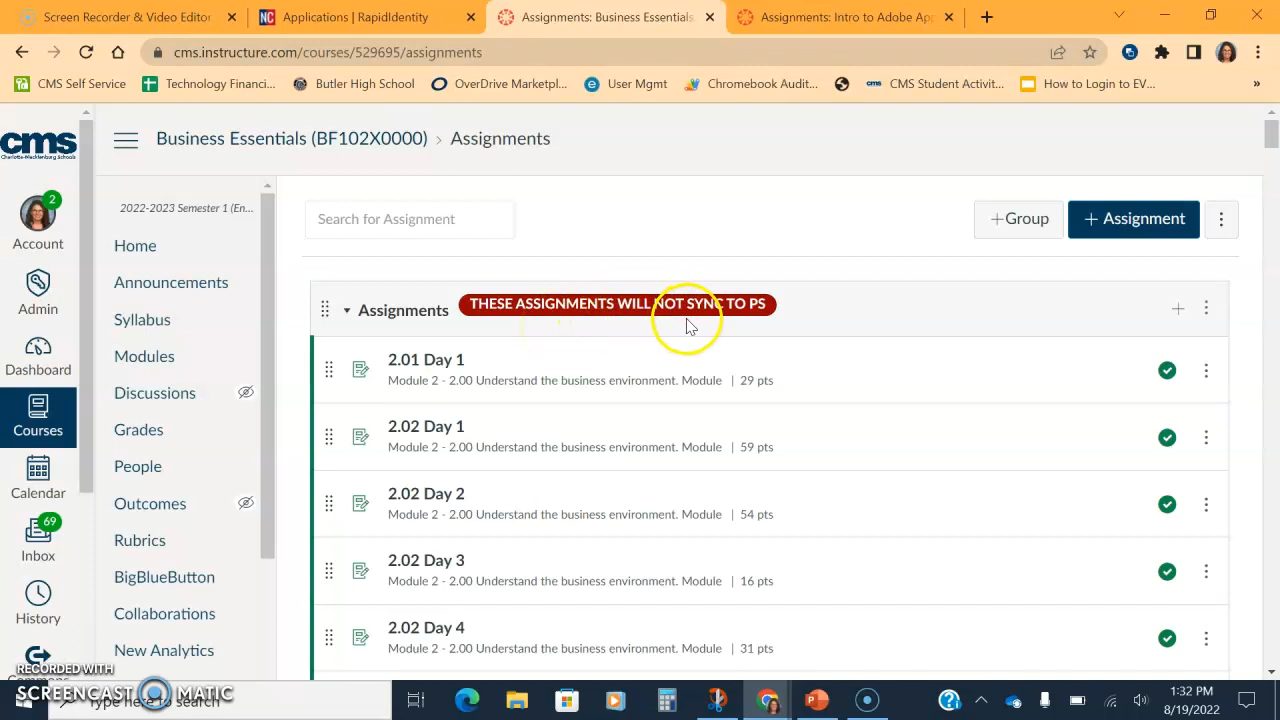 Screen Recorder & Video Editor
Applications | RapidIdentity
Assignments: Business Essentials
Assignments: Intro to Adobe App
cms.instructure.com/courses/529695/assignments
CMS Self Service
Technology Financi...
Butler High School
OverDrive Marketpl...
User Mgmt
Chromebook Audit...
cms
CMS Student Activit...
How to Login to EV...
»
cms
Charlotte-Mecklenburg Schools
Business Essentials (BF102X0000) › Assignments
2
Account
Admin
Dashboard
Courses
Calendar
69
Inbox
History
2022-2023 Semester 1 (En...
Home
Announcements
Syllabus
Modules
Discussions
Grades
People
Outcomes
Rubrics
BigBlueButton
Collaborations
New Analytics
Search for Assignment
+Group
+ Assignment
Assignments
THESE ASSIGNMENTS WILL NOT SYNC TO PS
2.01 Day 1
Module 2 - 2.00 Understand the business environment. Module | 29 pts
2.02 Day 1
Module 2 - 2.00 Understand the business environment. Module | 59 pts
2.02 Day 2
Module 2 - 2.00 Understand the business environment. Module | 54 pts
2.02 Day 3
Module 2 - 2.00 Understand the business environment. Module | 16 pts
2.02 Day 4
Module 2 - 2.00 Understand the business environment. Module | 31 pts
RECORDED WITH
SCREENCAST MATIC
here to search
1:32 PM
8/19/2022